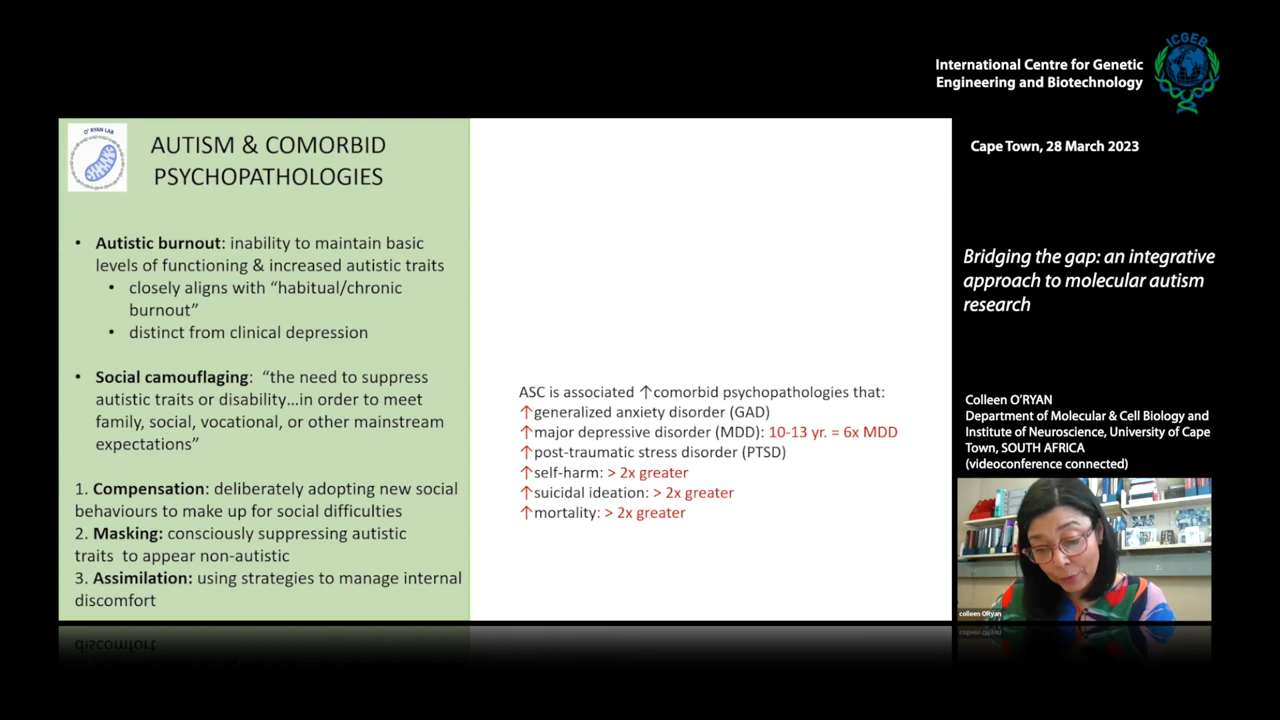 ICGEB
International Centre for Genetic
Engineering and Biotechnology
Cape Town, 28 March 2023
O' RYAN LAB
AUTISM & COMORBID
PSYCHOPATHOLOGIES
• Autistic burnout: inability to maintain basic
levels of functioning & increased autistic traits
• closely aligns with “habitual/chronic
burnout”
• distinct from clinical depression
• Social camouflaging: “the need to suppress
autistic traits or disability…in order to meet
family, social, vocational, or other mainstream
expectations”
1. Compensation: deliberately adopting new social
behaviours to make up for social difficulties
2. Masking: consciously suppressing autistic
traits to appear non-autistic
3. Assimilation: using strategies to manage internal
discomfort
ASC is associated ↑comorbid psychopathologies that:
↑generalized anxiety disorder (GAD)
↑major depressive disorder (MDD): 10-13 yr. = 6x MDD
↑post-traumatic stress disorder (PTSD)
↑self-harm: > 2x greater
↑suicidal ideation: > 2x greater
↑mortality: > 2x greater
Bridging the gap: an integrative
approach to molecular autism
research
Colleen O’RYAN
Department of Molecular & Cell Biology and
Institute of Neuroscience, University of Cape
Town, SOUTH AFRICA
(videoconference connected)
colleen ORyan